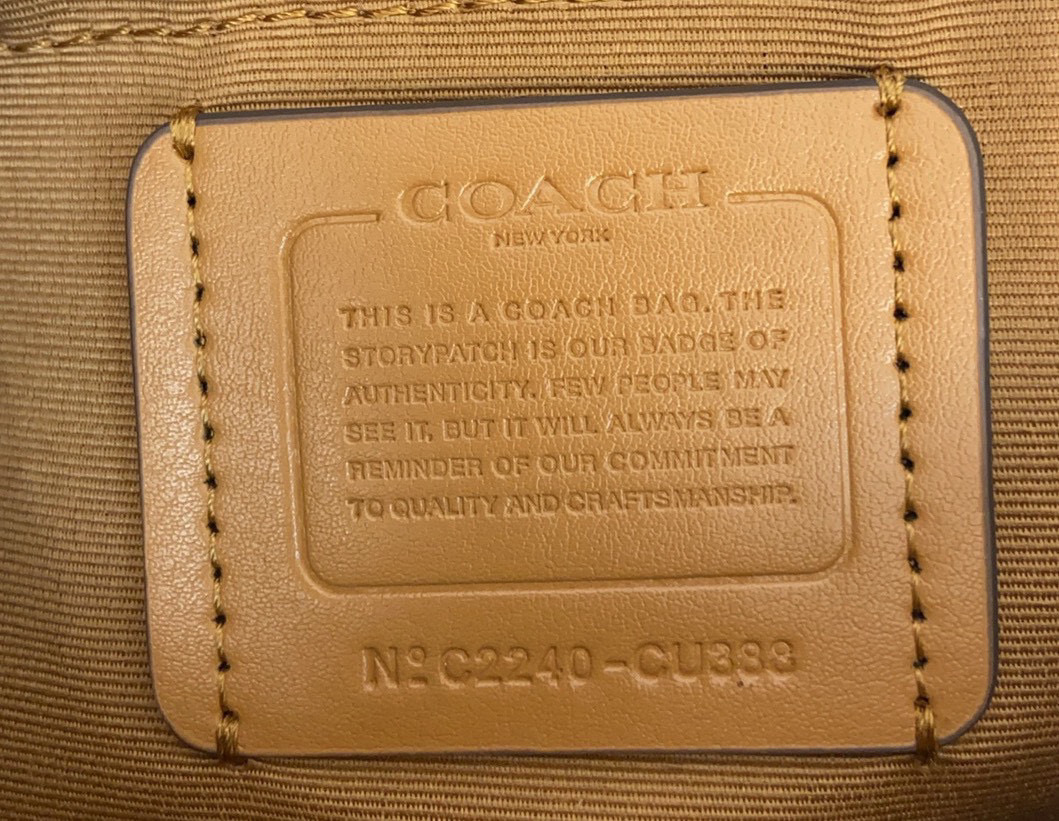 COACH
NEW YORK
THIS IS A COACH BAG. THE
STORYPATCH IS OUR BADGE OF
AUTHENTICITY. FEW PEOPLE MAY
SEE IT, BUT IT WILL ALWAYS BE A
REMINDER OF OUR COMMITMENT
TO QUALITY AND CRAFTSMANSHIP.
Nº C2240-CU388